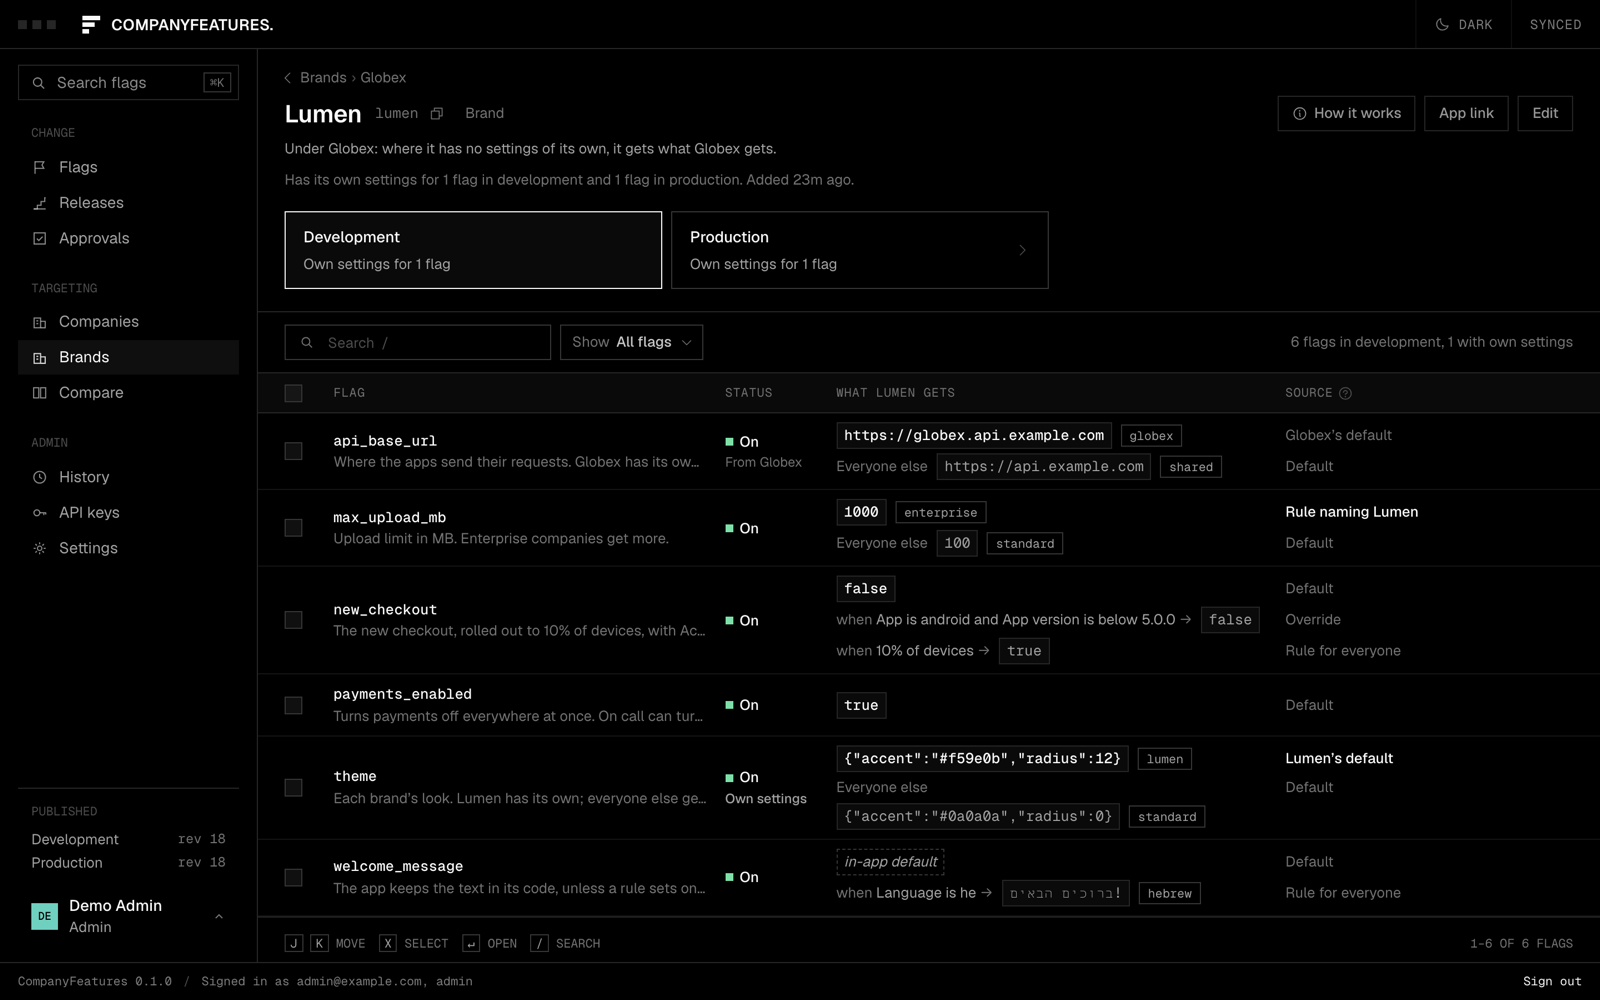 COMPANYFEATURES.
DARK
SYNCED
Search flags
⌘K
CHANGE
Flags
Releases
Approvals
TARGETING
Companies
Brands
Compare
ADMIN
History
API keys
Settings
PUBLISHED
Development rev 18
Production rev 18
DE
Demo Admin
Admin
Brands › Globex
Lumen lumen Brand
How it works
App link
Edit
Under Globex: where it has no settings of its own, it gets what Globex gets.
Has its own settings for 1 flag in development and 1 flag in production. Added 23m ago.
Development
Own settings for 1 flag
Production
Own settings for 1 flag
Search /
Show All flags
6 flags in development, 1 with own settings
FLAG STATUS WHAT LUMEN GETS SOURCE ?
api_base_url
Where the apps send their requests. Globex has its ow…
On
From Globex
https://globex.api.example.com globex Globex’s default
Everyone else https://api.example.com shared Default
max_upload_mb
Upload limit in MB. Enterprise companies get more.
On
1000 enterprise Rule naming Lumen
Everyone else 100 standard Default
new_checkout
The new checkout, rolled out to 10% of devices, with Ac…
On
false Default
when App is android and App version is below 5.0.0 → false Override
when 10% of devices → true Rule for everyone
payments_enabled
Turns payments off everywhere at once. On call can tur…
On
true Default
theme
Each brand’s look. Lumen has its own; everyone else ge…
On
Own settings
{"accent":"#f59e0b","radius":12} lumen Lumen’s default
Everyone else Default
{"accent":"#0a0a0a","radius":0} standard
welcome_message
The app keeps the text in its code, unless a rule sets on…
On
in-app default Default
when Language is he → ברוכים הבאים! hebrew Rule for everyone
J K MOVE X SELECT ↵ OPEN / SEARCH
1–6 OF 6 FLAGS
CompanyFeatures 0.1.0 / Signed in as admin@example.com, admin
Sign out